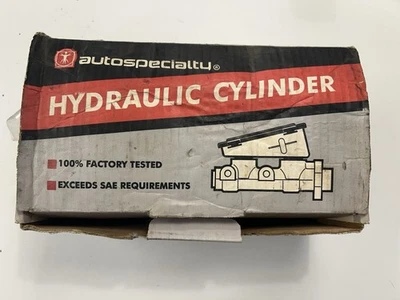 autospecialty®
HYDRAULIC CYLINDER
100% FACTORY TESTED
EXCEEDS SAE REQUIREMENTS